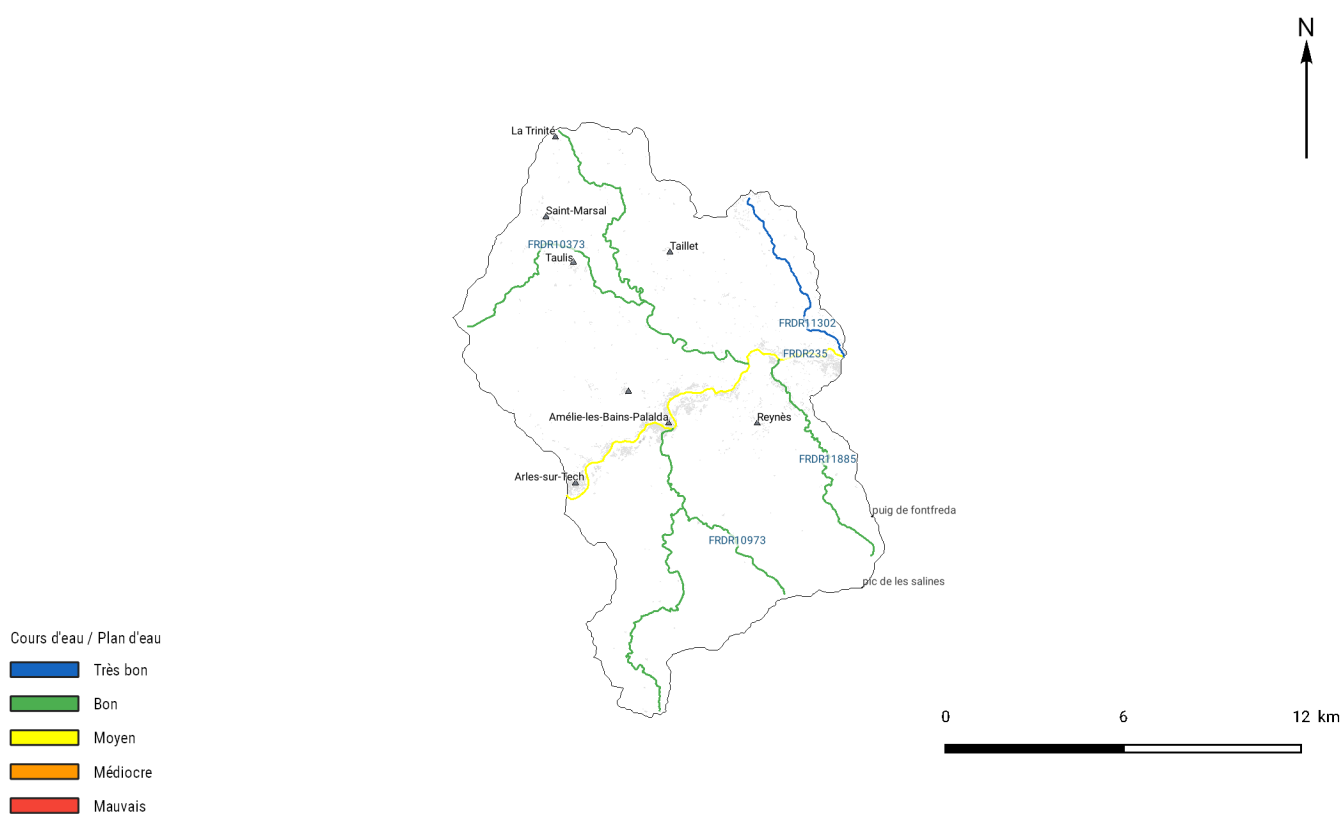 N
La Trinité
Saint-Marsal
FRDR10373
Taulis
Taillet
FRDR11302
FRDR235
Amélie-les-Bains-Palalda
Reynès
FRDR11885
Arles-sur-Tech
puig de fontfreda
FRDR10973
pic de les salines
Cours d'eau / Plan d'eau
Très bon
Bon
Moyen
Médiocre
Mauvais
0 6 12 km